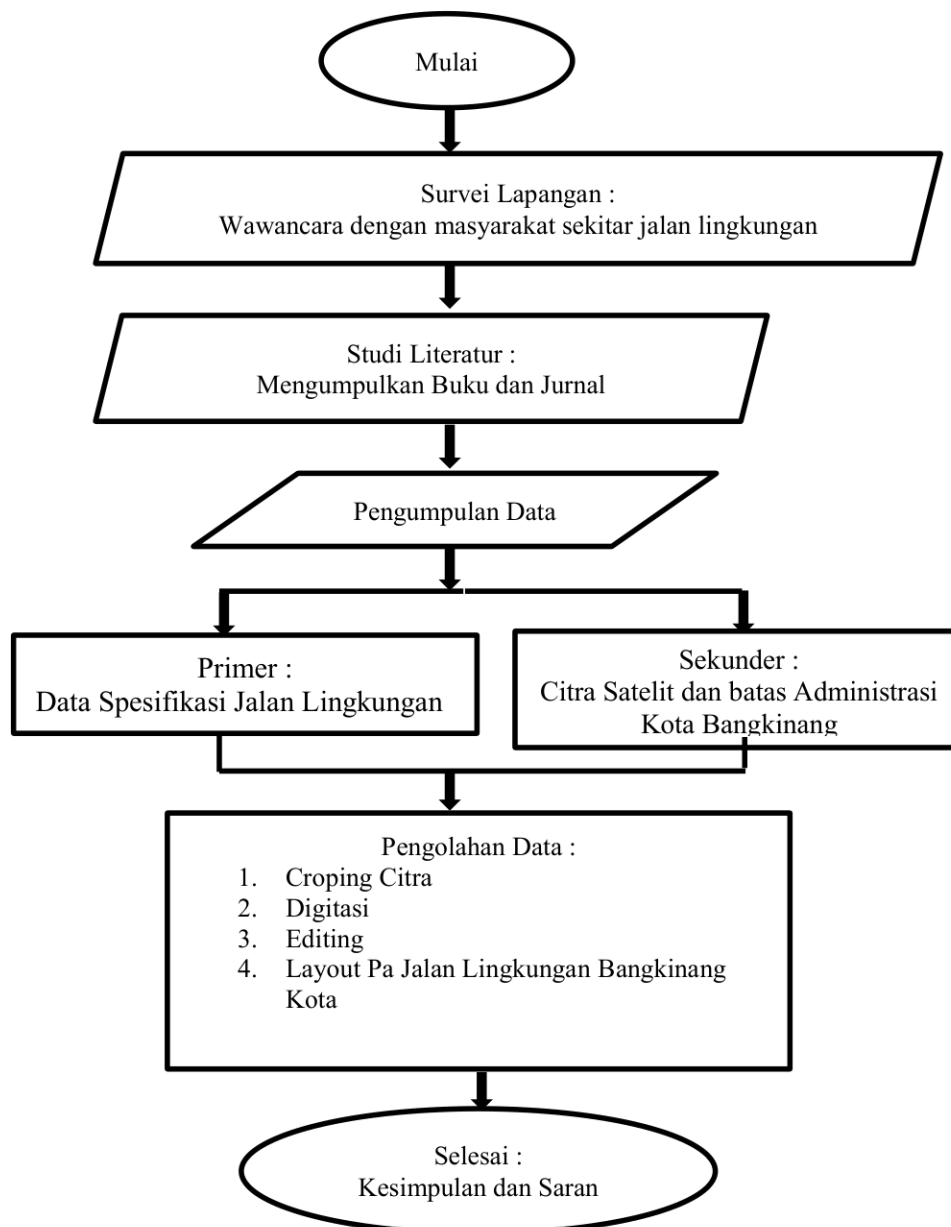 Mulai
Survei Lapangan :
Wawancara dengan masyarakat sekitar jalan lingkungan
Studi Literatur :
Mengumpulkan Buku dan Jurnal
Pengumpulan Data
Primer :
Data Spesifikasi Jalan Lingkungan
Sekunder :
Citra Satelit dan batas Administrasi
Kota Bangkinang
Pengolahan Data :
1. Croping Citra
2. Digitasi
3. Editing
4. Layout Pa Jalan Lingkungan Bangkinang
Kota
Selesai :
Kesimpulan dan Saran